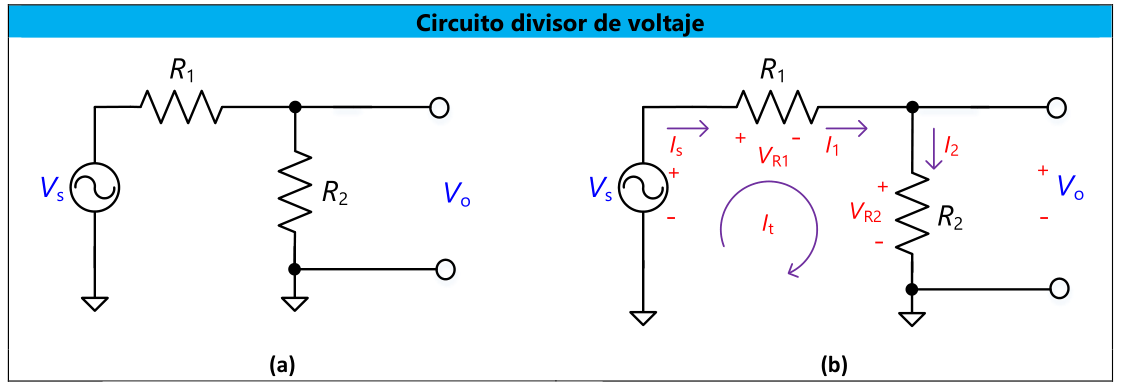 Circuito divisor de voltaje
R1
Vs
R2
Vo
(a)
R1
+ -
Is
VR1
I1
I2
Vs
+
-
It
+
VR2
-
R2
+
Vo
-
(b)